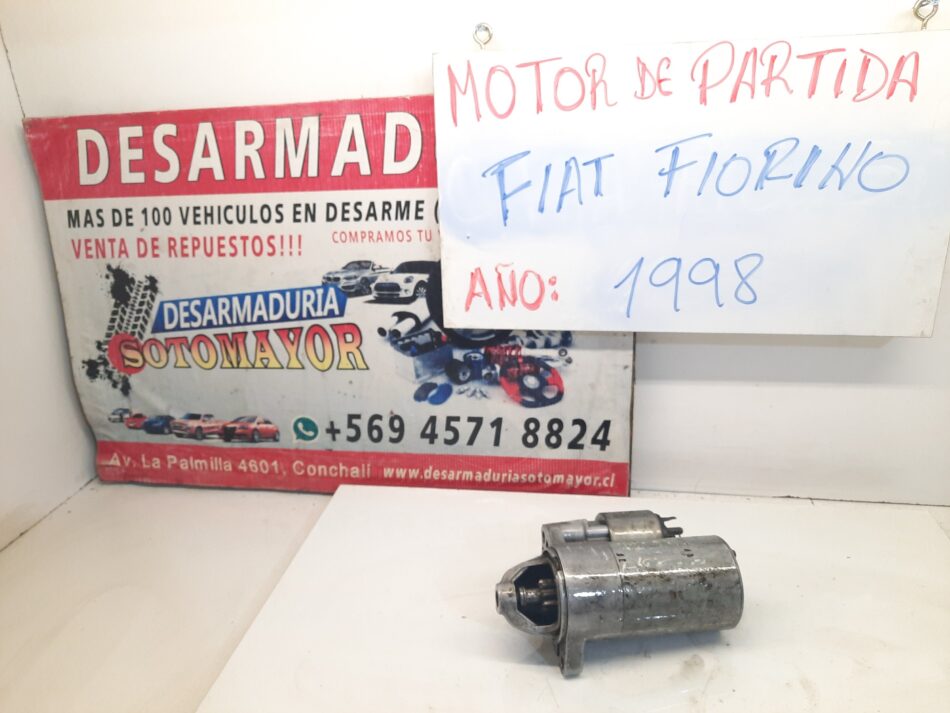 MOTOR DE PARTIDA
FIAT FIORINO
AÑO: 1998
DESARMAD
MAS DE 100 VEHICULOS EN DESARME (
VENTA DE REPUESTOS!!!
COMPRAMOS TU
DESARMADURIA
SOTOMAYOR
+569 4571 8824
Av. La Palmilla 4601, Conchalí www.desarmaduriasotomayor.cl